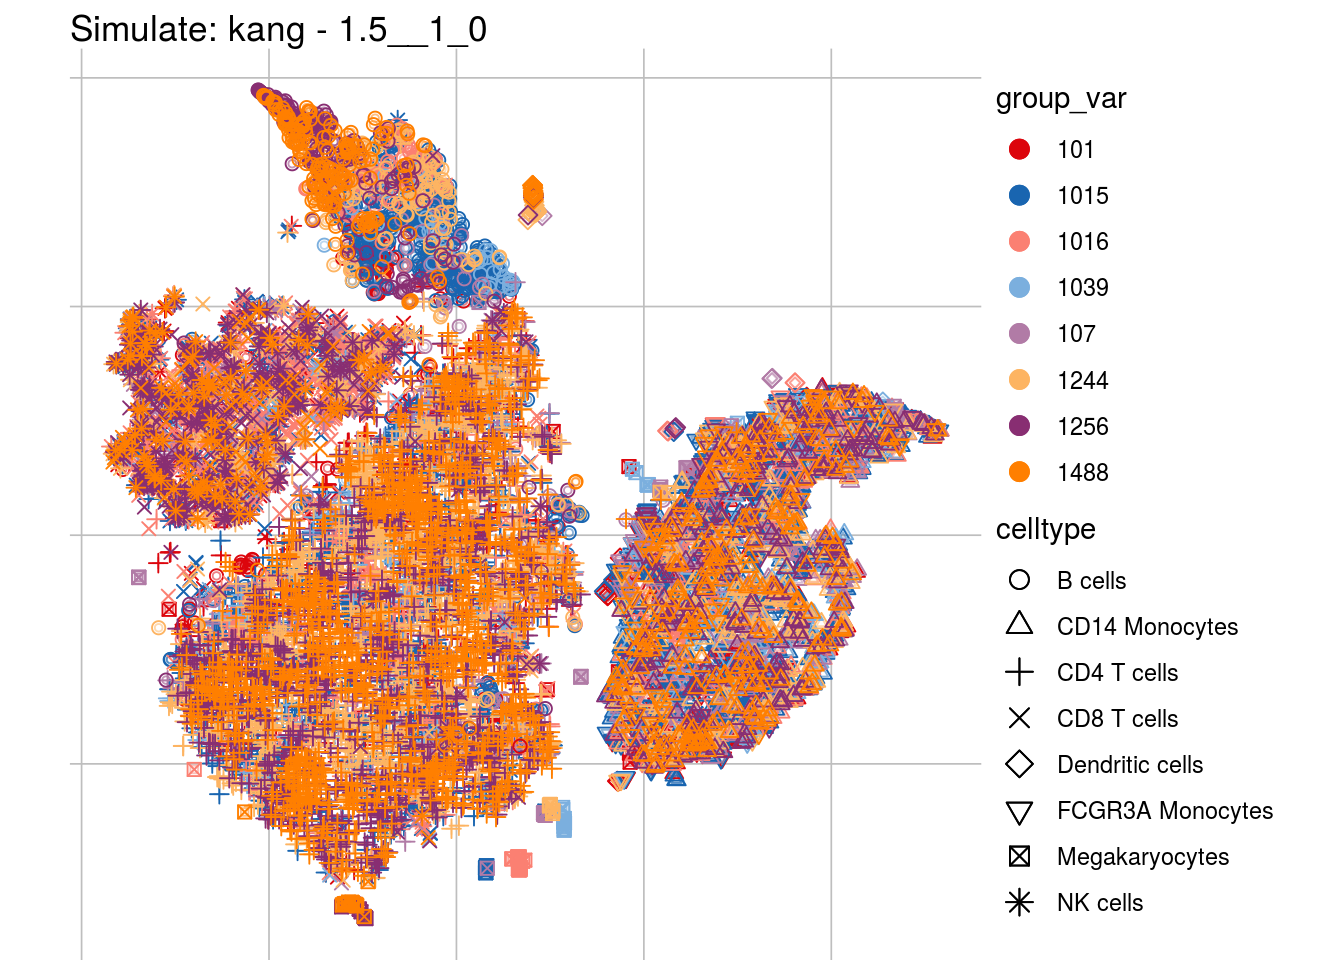 Simulate: kang - 1.5__1_0
group_var
101
1015
1016
1039
107
1244
1256
1488
celltype
B cells
CD14 Monocytes
CD4 T cells
CD8 T cells
Dendritic cells
FCGR3A Monocytes
Megakaryocytes
NK cells